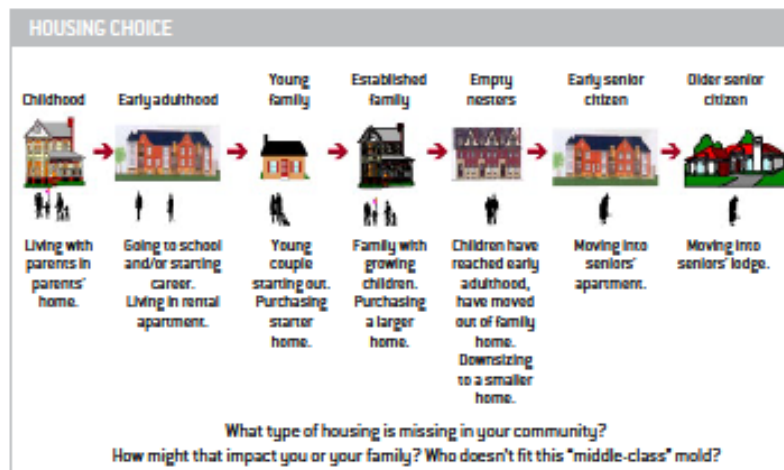 HOUSING CHOICE
Childhood
Early adulthood
Young
family
Established
family
Empty
nesters
Early senior
citizen
Older senior
citizen
Living with
parents in
parents'
home.
Going to school
and/or starting
career.
Living in rental
apartment.
Young
couple
starting out.
Purchasing
starter
home.
Family with
growing
children.
Purchasing
a larger
home.
Children have
reached early
adulthood,
have moved
out of family
home.
Downsizing
to a smaller
home.
Moving into
seniors'
apartment.
Moving into
seniors' lodge.
What type of housing is missing in your community?
How might that impact you or your family? Who doesn't fit this "middle-class" mold?